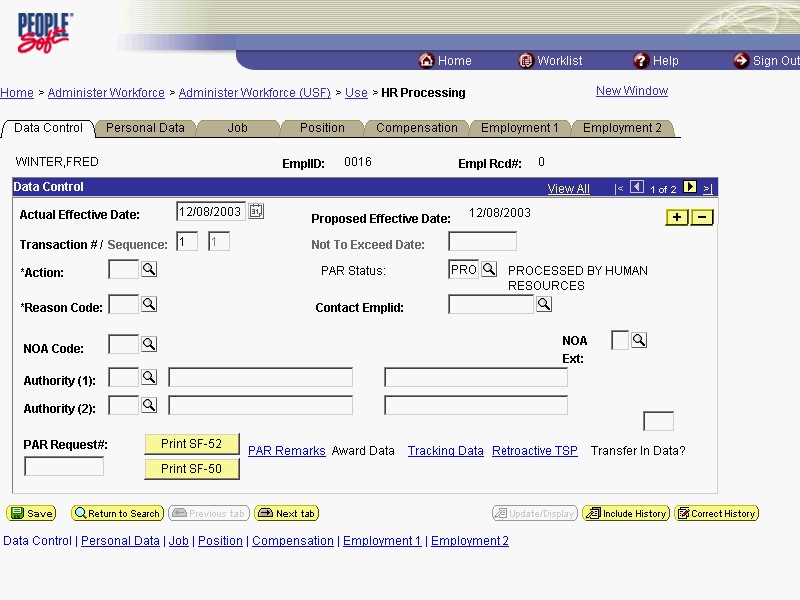 PEOPLE
Soft
Home Worklist Help Sign Out
Home > Administer Workforce > Administer Workforce (USF) > Use > HR Processing New Window
Data Control Personal Data Job Position Compensation Employment 1 Employment 2
WINTER,FRED EmplID: 0016 Empl Rcd#: 0
Data Control View All |< 1 of 2 >|
Actual Effective Date: 12/08/2003 31 Proposed Effective Date: 12/08/2003 + −
Transaction # / Sequence: 1 1 Not To Exceed Date:
*Action: PAR Status: PRO PROCESSED BY HUMAN
RESOURCES
*Reason Code: Contact Emplid:
NOA Code: NOA
Ext:
Authority (1):
Authority (2):
PAR Request#: Print SF-52 PAR Remarks Award Data Tracking Data Retroactive TSP Transfer In Data?
Print SF-50
Save Return to Search Previous tab Next tab Update/Display Include History Correct History
Data Control | Personal Data | Job | Position | Compensation | Employment 1 | Employment 2